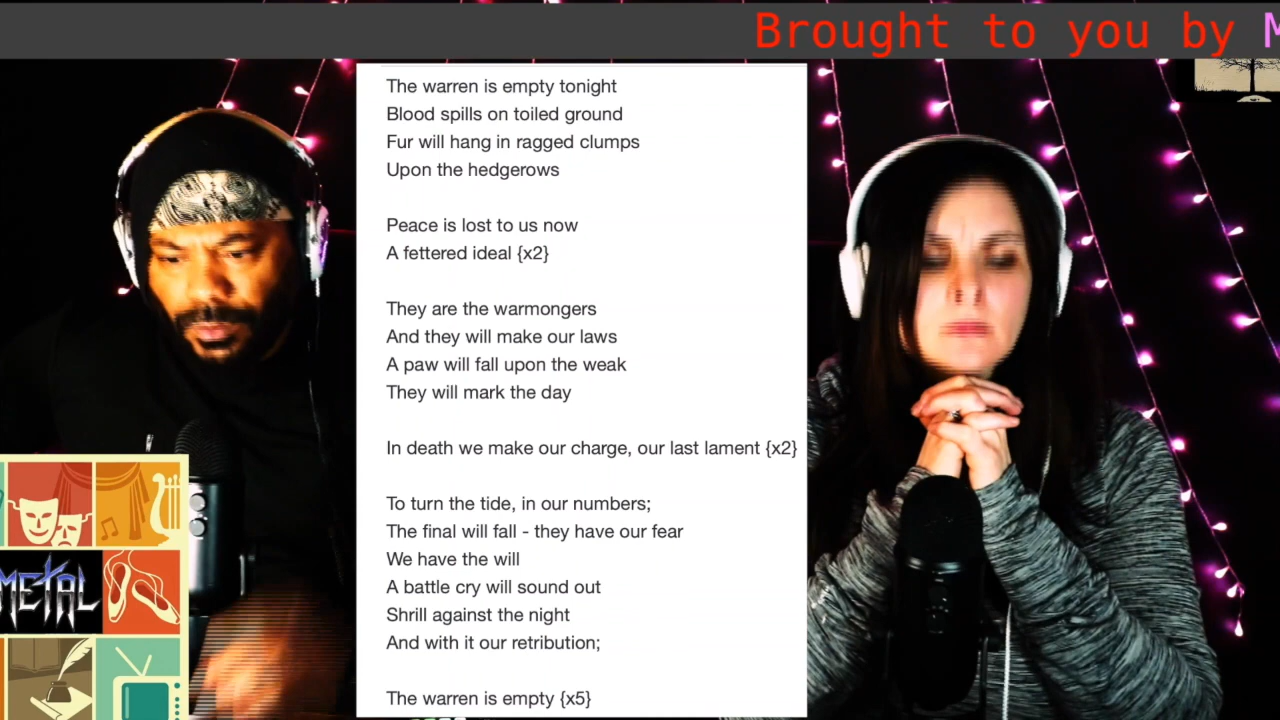 Brought to you by M
The warren is empty tonight
Blood spills on toiled ground
Fur will hang in ragged clumps
Upon the hedgerows
Peace is lost to us now
A fettered ideal {x2}
They are the warmongers
And they will make our laws
A paw will fall upon the weak
They will mark the day
In death we make our charge, our last lament {x2}
To turn the tide, in our numbers;
The final will fall - they have our fear
We have the will
A battle cry will sound out
Shrill against the night
And with it our retribution;
The warren is empty {x5}
METAL